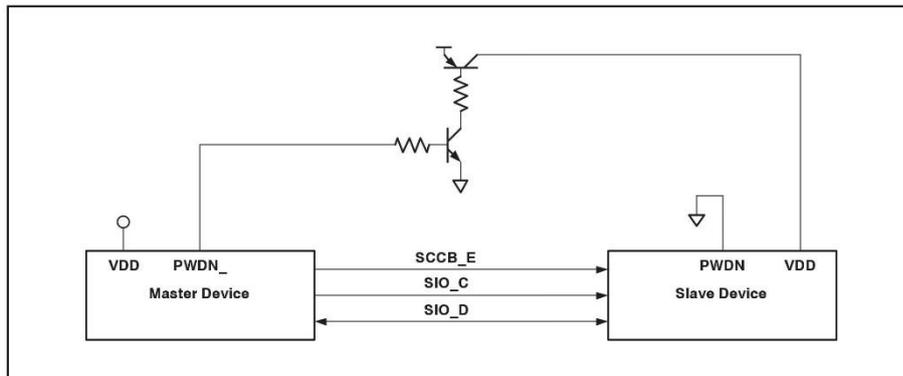 SCCB_E
VDD PWDN_ PWDN VDD
SIO_C
Master Device Slave Device
SIO_D